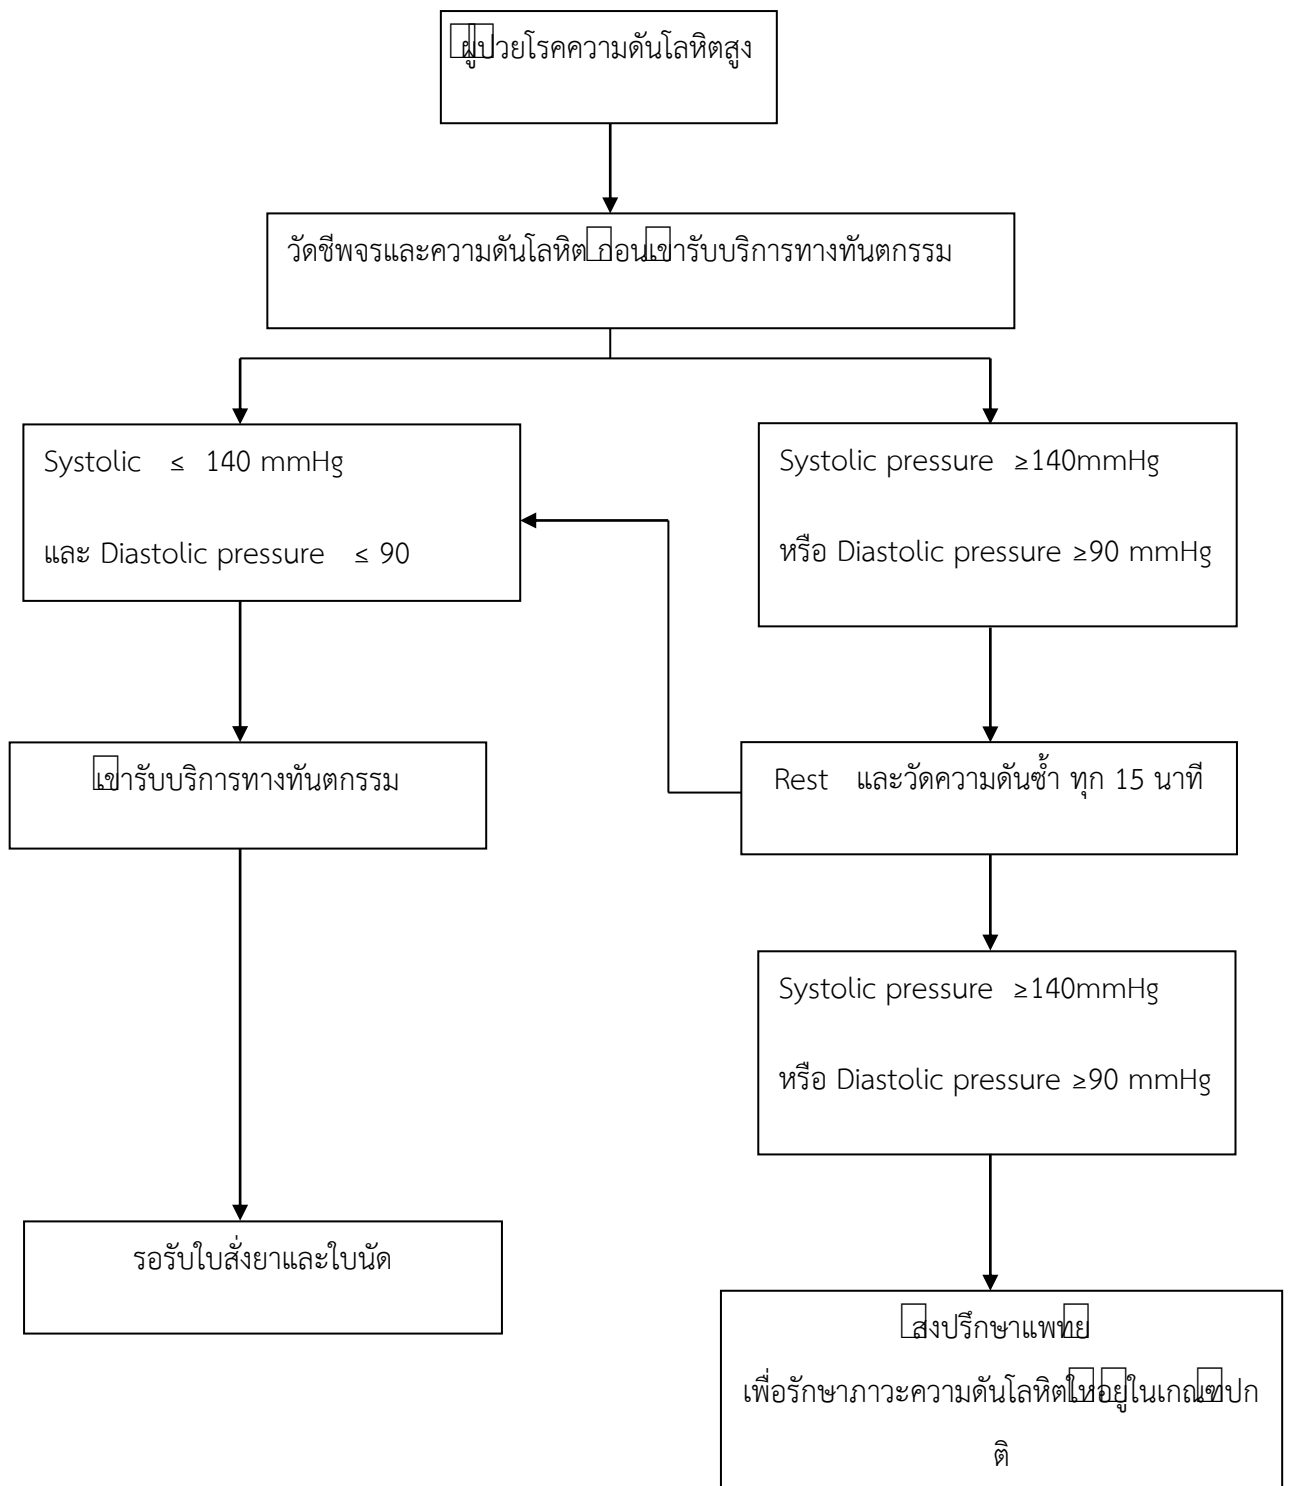 ผูปวยโรคความดันโลหิตสูง
วัดชีพจรและความดันโลหิต กอนเขารับบริการทางทันตกรรม
Systolic ≤ 140 mmHg
และ Diastolic pressure ≤ 90
Systolic pressure ≥140mmHg
หรือ Diastolic pressure ≥90 mmHg
เขารับบริการทางทันตกรรม
Rest และวัดความดันซ้ำ ทุก 15 นาที
Systolic pressure ≥140mmHg
หรือ Diastolic pressure ≥90 mmHg
รอรับใบสั่งยาและใบนัด
สงปรึกษาแพทย
เพื่อรักษาภาวะความดันโลหิตใหอยูในเกณฑปก
ติ